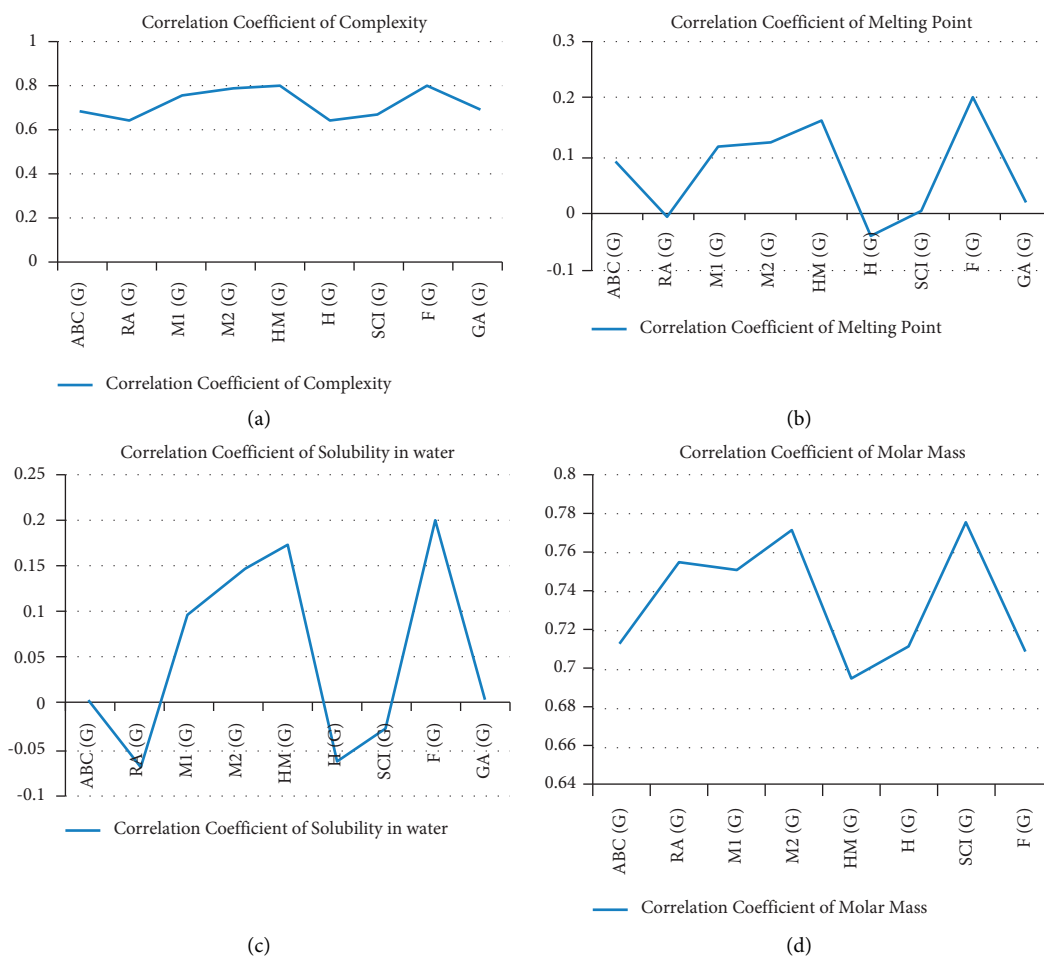 Correlation Coefficient of Complexity
1
0.8
0.6
0.4
0.2
0
ABC (G)
RA (G)
M1 (G)
M2 (G)
HM (G)
H (G)
SCI (G)
F (G)
GA (G)
Correlation Coefficient of Complexity
(a)
Correlation Coefficient of Melting Point
0.3
0.2
0.1
0
-0.1
ABC (G)
RA (G)
M1 (G)
M2 (G)
HM (G)
H (G)
SCI (G)
F (G)
GA (G)
Correlation Coefficient of Melting Point
(b)
Correlation Coefficient of Solubility in water
0.25
0.2
0.15
0.1
0.05
0
-0.05
-0.1
ABC (G)
RA (G)
M1 (G)
M2 (G)
HM (G)
H (G)
SCI (G)
F (G)
GA (G)
Correlation Coefficient of Solubility in water
(c)
Correlation Coefficient of Molar Mass
0.8
0.78
0.76
0.74
0.72
0.7
0.68
0.66
0.64
ABC (G)
RA (G)
M1 (G)
M2 (G)
HM (G)
H (G)
SCI (G)
F (G)
Correlation Coefficient of Molar Mass
(d)